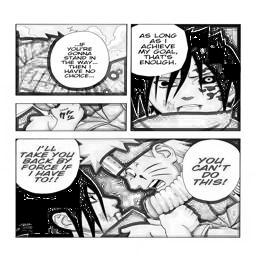 AS LONG
AS I
ACHIEVE
MY GOAL,
THAT'S
ENOUGH.
...IF
YOU'RE
GONNA
STAND IN
THE WAY...
THEN I
HAVE NO
CHOICE...
YOU
CAN'T
DO
THIS!
I'LL
TAKE YOU
BACK BY
FORCE IF
I HAVE
TO!!